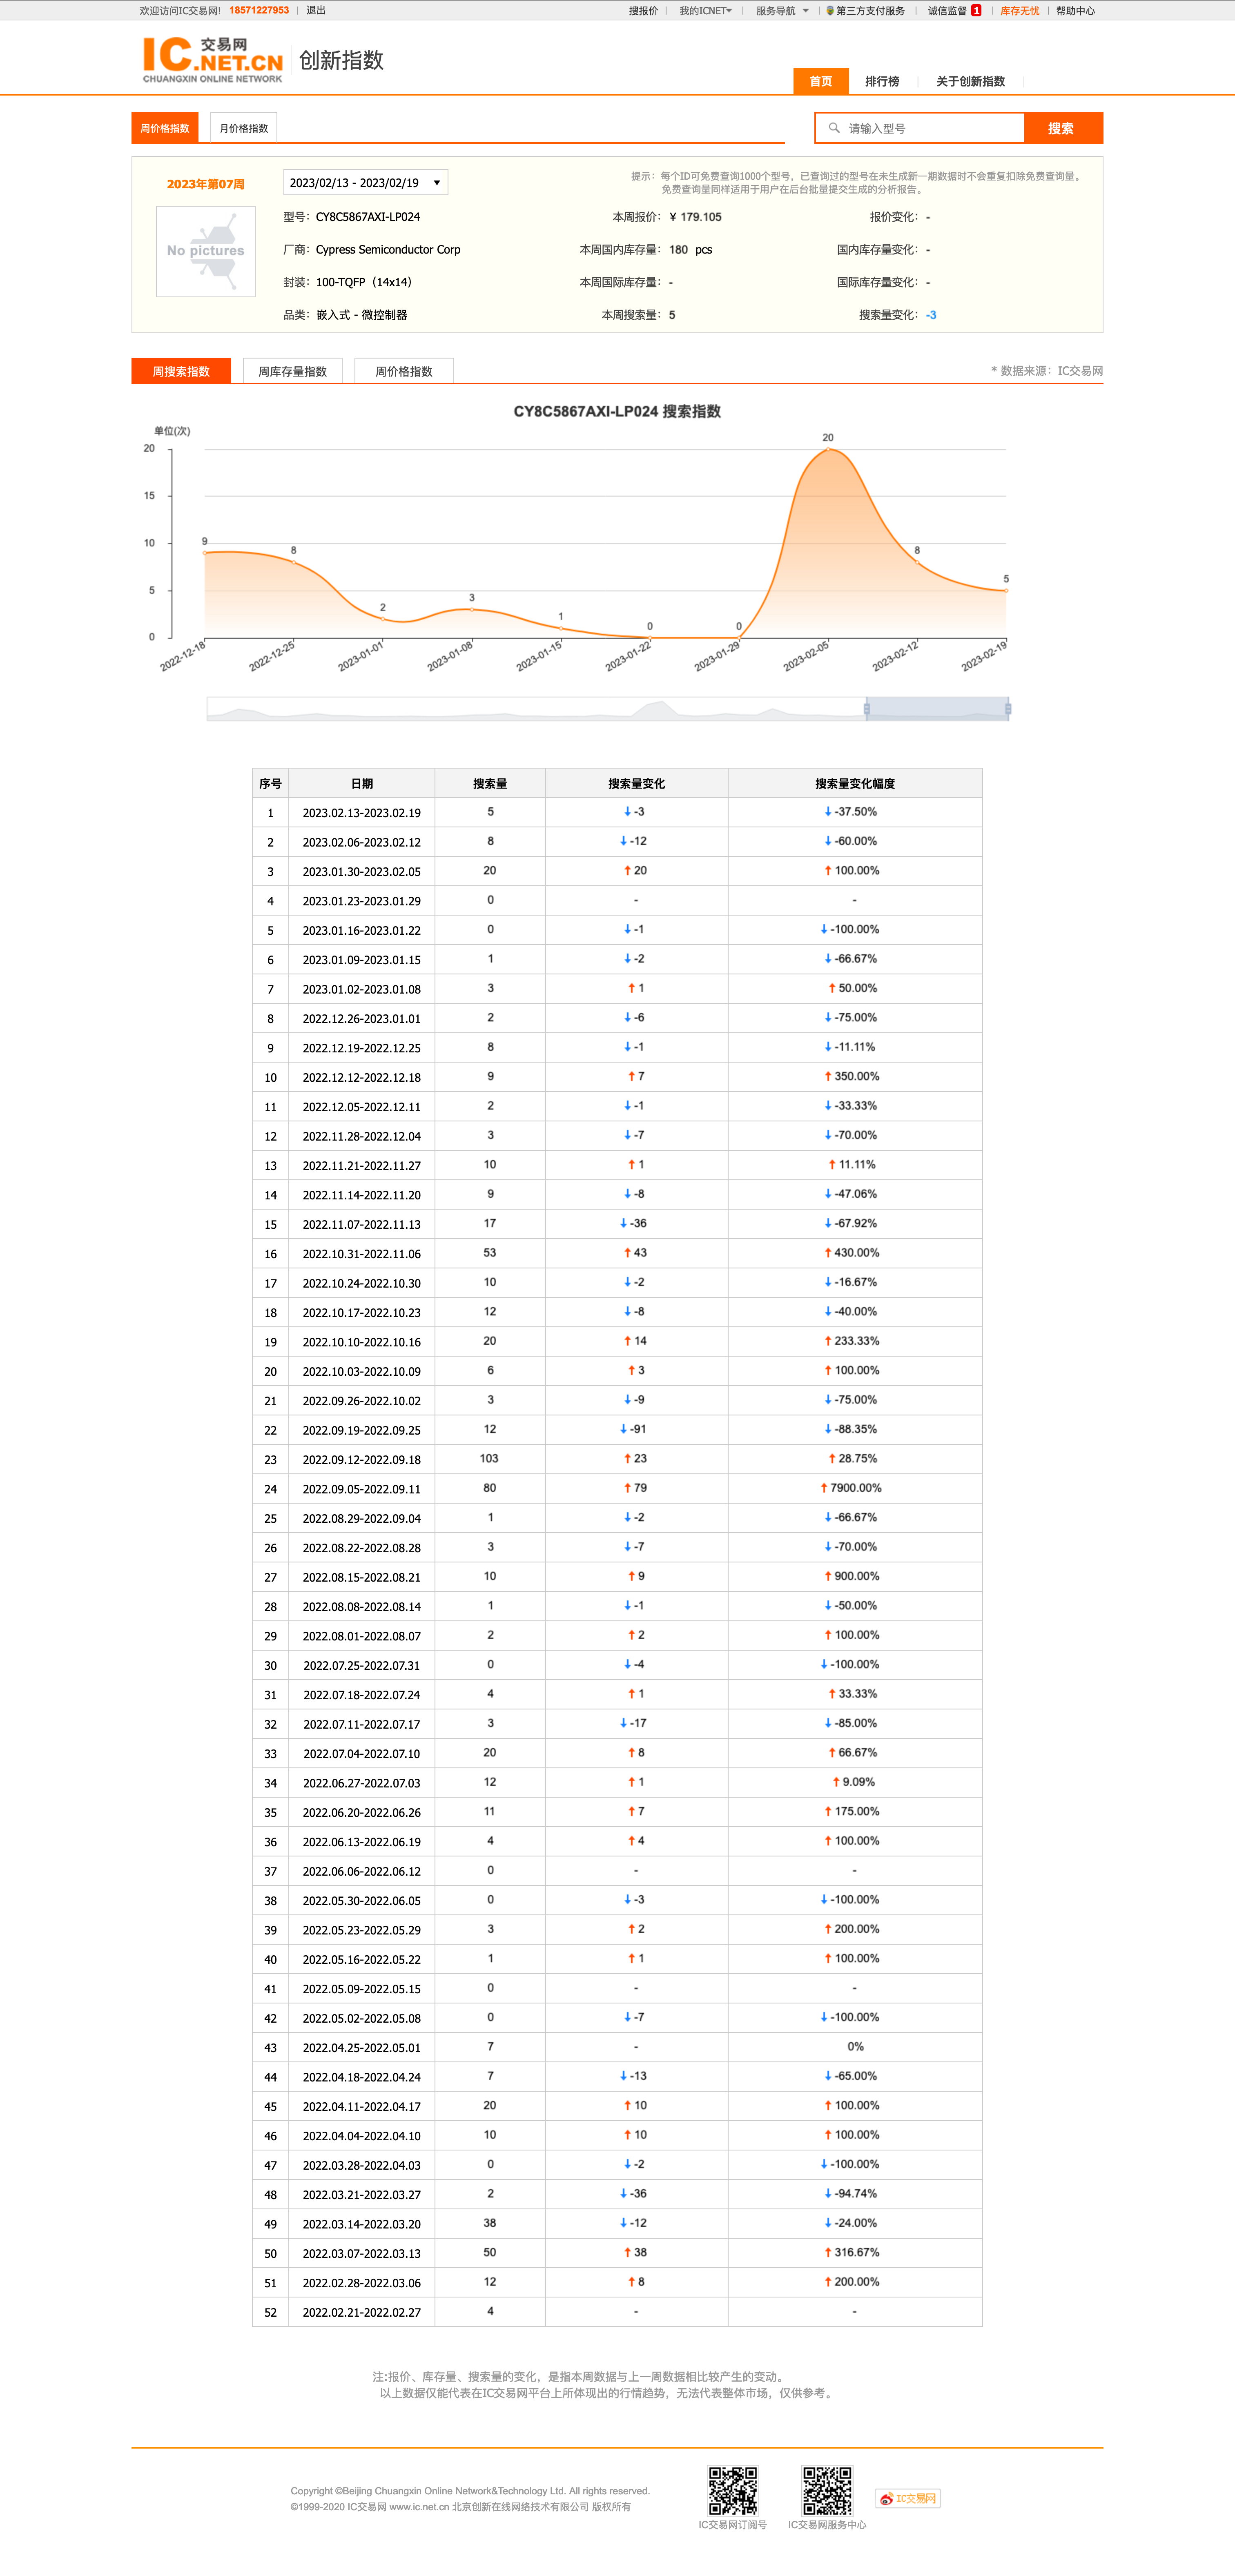 欢迎访问IC交易网! 18571227953 | 退出 搜报价 | 我的ICNET | 服务导航 | 第三方支付服务 | 诚信监督 1 | 库存无忧 | 帮助中心
IC 交易网 .NET.CN
CHUANGXIN ONLINE NETWORK
创新指数
首页 排行榜 关于创新指数
周价格指数 月价格指数 请输入型号 搜索
2023年第07周 2023/02/13 - 2023/02/19 提示：每个ID可免费查询1000个型号，已查询过的型号在未生成新一期数据时不会重复扣除免费查询量。
免费查询量同样适用于用户在后台批量提交生成的分析报告。
No pictures
型号：CY8C5867AXI-LP024 本周报价：¥ 179.105 报价变化：-
厂商：Cypress Semiconductor Corp 本周国内库存量：180 pcs 国内库存量变化：-
封装：100-TQFP（14x14） 本周国际库存量：- 国际库存量变化：-
品类：嵌入式 - 微控制器 本周搜索量：5 搜索量变化：-3
周搜索指数 周库存量指数 周价格指数 * 数据来源：IC交易网
CY8C5867AXI-LP024 搜索指数
单位(次)
20
15
10
5
0
9 8 2 3 1 0 0 20 8 5
2022-12-18 2022-12-25 2023-01-01 2023-01-08 2023-01-15 2023-01-22 2023-01-29 2023-02-05 2023-02-12 2023-02-19
序号 日期 搜索量 搜索量变化 搜索量变化幅度
1 2023.02.13-2023.02.19 5 ↓ -3 ↓ -37.50%
2 2023.02.06-2023.02.12 8 ↓ -12 ↓ -60.00%
3 2023.01.30-2023.02.05 20 ↑ 20 ↑ 100.00%
4 2023.01.23-2023.01.29 0 - -
5 2023.01.16-2023.01.22 0 ↓ -1 ↓ -100.00%
6 2023.01.09-2023.01.15 1 ↓ -2 ↓ -66.67%
7 2023.01.02-2023.01.08 3 ↑ 1 ↑ 50.00%
8 2022.12.26-2023.01.01 2 ↓ -6 ↓ -75.00%
9 2022.12.19-2022.12.25 8 ↓ -1 ↓ -11.11%
10 2022.12.12-2022.12.18 9 ↑ 7 ↑ 350.00%
11 2022.12.05-2022.12.11 2 ↓ -1 ↓ -33.33%
12 2022.11.28-2022.12.04 3 ↓ -7 ↓ -70.00%
13 2022.11.21-2022.11.27 10 ↑ 1 ↑ 11.11%
14 2022.11.14-2022.11.20 9 ↓ -8 ↓ -47.06%
15 2022.11.07-2022.11.13 17 ↓ -36 ↓ -67.92%
16 2022.10.31-2022.11.06 53 ↑ 43 ↑ 430.00%
17 2022.10.24-2022.10.30 10 ↓ -2 ↓ -16.67%
18 2022.10.17-2022.10.23 12 ↓ -8 ↓ -40.00%
19 2022.10.10-2022.10.16 20 ↑ 14 ↑ 233.33%
20 2022.10.03-2022.10.09 6 ↑ 3 ↑ 100.00%
21 2022.09.26-2022.10.02 3 ↓ -9 ↓ -75.00%
22 2022.09.19-2022.09.25 12 ↓ -91 ↓ -88.35%
23 2022.09.12-2022.09.18 103 ↑ 23 ↑ 28.75%
24 2022.09.05-2022.09.11 80 ↑ 79 ↑ 7900.00%
25 2022.08.29-2022.09.04 1 ↓ -2 ↓ -66.67%
26 2022.08.22-2022.08.28 3 ↓ -7 ↓ -70.00%
27 2022.08.15-2022.08.21 10 ↑ 9 ↑ 900.00%
28 2022.08.08-2022.08.14 1 ↓ -1 ↓ -50.00%
29 2022.08.01-2022.08.07 2 ↑ 2 ↑ 100.00%
30 2022.07.25-2022.07.31 0 ↓ -4 ↓ -100.00%
31 2022.07.18-2022.07.24 4 ↑ 1 ↑ 33.33%
32 2022.07.11-2022.07.17 3 ↓ -17 ↓ -85.00%
33 2022.07.04-2022.07.10 20 ↑ 8 ↑ 66.67%
34 2022.06.27-2022.07.03 12 ↑ 1 ↑ 9.09%
35 2022.06.20-2022.06.26 11 ↑ 7 ↑ 175.00%
36 2022.06.13-2022.06.19 4 ↑ 4 ↑ 100.00%
37 2022.06.06-2022.06.12 0 - -
38 2022.05.30-2022.06.05 0 ↓ -3 ↓ -100.00%
39 2022.05.23-2022.05.29 3 ↑ 2 ↑ 200.00%
40 2022.05.16-2022.05.22 1 ↑ 1 ↑ 100.00%
41 2022.05.09-2022.05.15 0 - -
42 2022.05.02-2022.05.08 0 ↓ -7 ↓ -100.00%
43 2022.04.25-2022.05.01 7 - 0%
44 2022.04.18-2022.04.24 7 ↓ -13 ↓ -65.00%
45 2022.04.11-2022.04.17 20 ↑ 10 ↑ 100.00%
46 2022.04.04-2022.04.10 10 ↑ 10 ↑ 100.00%
47 2022.03.28-2022.04.03 0 ↓ -2 ↓ -100.00%
48 2022.03.21-2022.03.27 2 ↓ -36 ↓ -94.74%
49 2022.03.14-2022.03.20 38 ↓ -12 ↓ -24.00%
50 2022.03.07-2022.03.13 50 ↑ 38 ↑ 316.67%
51 2022.02.28-2022.03.06 12 ↑ 8 ↑ 200.00%
52 2022.02.21-2022.02.27 4 - -
注:报价、库存量、搜索量的变化，是指本周数据与上一周数据相比较产生的变动。
以上数据仅能代表在IC交易网平台上所体现出的行情趋势，无法代表整体市场，仅供参考。
Copyright ©Beijing Chuangxin Online Network&Technology Ltd. All rights reserved.
©1999-2020 IC交易网 www.ic.net.cn 北京创新在线网络技术有限公司 版权所有
IC交易网订阅号 IC交易网服务中心 IC交易网